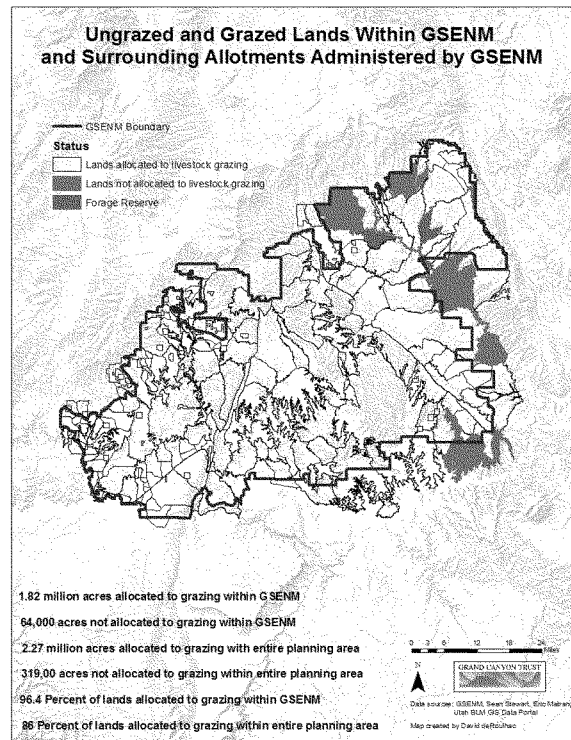 Ungrazed and Grazed Lands Within GSENM
and Surrounding Allotments Administered by GSENM
GSENM Boundary
Status
Lands allocated to livestock grazing
Lands not allocated to livestock grazing
Forage Reserve
1.82 million acres allocated to grazing within GSENM
64,000 acres not allocated to grazing within GSENM
2.27 million acres allocated to grazing with entire planning area
319,00 acres not allocated to grazing within entire planning area
96.4 Percent of lands allocated to grazing within GSENM
86 Percent of lands allocated to grazing within entire planning area
0 3 6 12 18 24
Miles
N
GRAND CANYON TRUST
Data sources: GSENM, Sean Stewart, Eric
Utah BLM GIS Data Portal
Map created by David